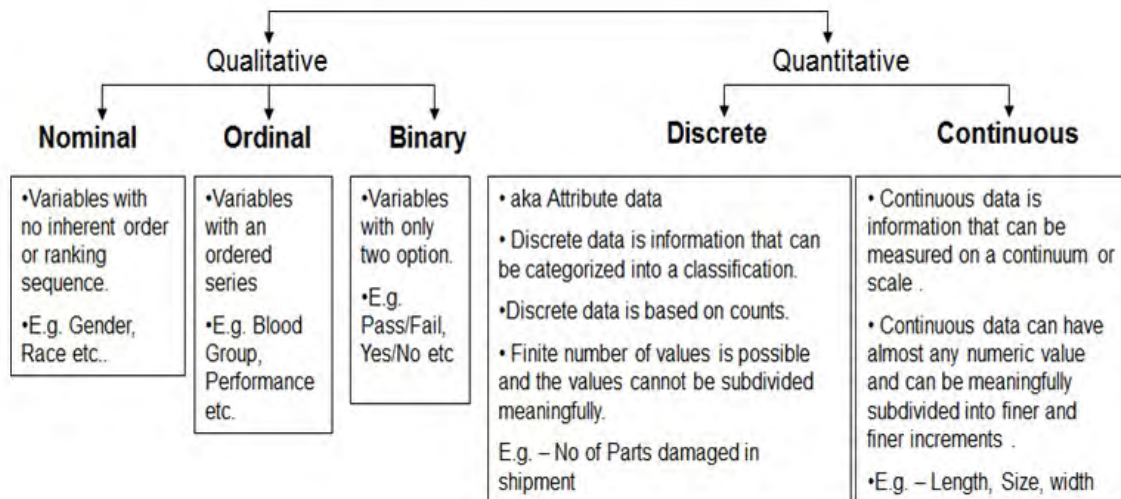 Qualitative
Quantitative
Nominal
Ordinal
Binary
Discrete
Continuous
•Variables with
no inherent order
or ranking
sequence.
•E.g. Gender,
Race etc..
•Variables
with an
ordered
series
•E.g. Blood
Group,
Performance
etc.
•Variables
with only
two option.
•E.g.
Pass/Fail,
Yes/No etc
• aka Attribute data
• Discrete data is information that can
be categorized into a classification.
•Discrete data is based on counts.
• Finite number of values is possible
and the values cannot be subdivided
meaningfully.
E.g. – No of Parts damaged in
shipment
• Continuous data is
information that can be
measured on a continuum or
scale .
• Continuous data can have
almost any numeric value
and can be meaningfully
subdivided into finer and
finer increments .
•E.g. – Length, Size, width